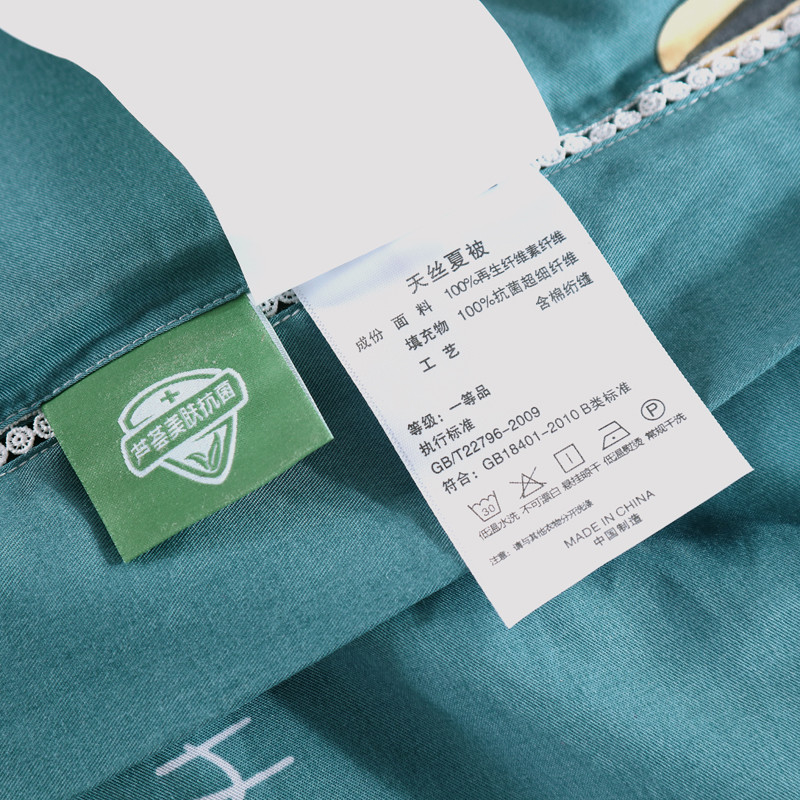 芦荟美肤抗菌
天丝夏被
成份 面料 100%再生纤维素纤维
填充物 100%抗菌超细纤维
工艺 含棉绗缝
等级：一等品
执行标准
GB/T22796-2009
符合：GB18401-2010 B类标准
30 P
低温水洗 不可漂白 悬挂晾干 低温熨烫 常规干洗
注意：请与其他衣物分开洗涤
MADE IN CHINA
中国制造